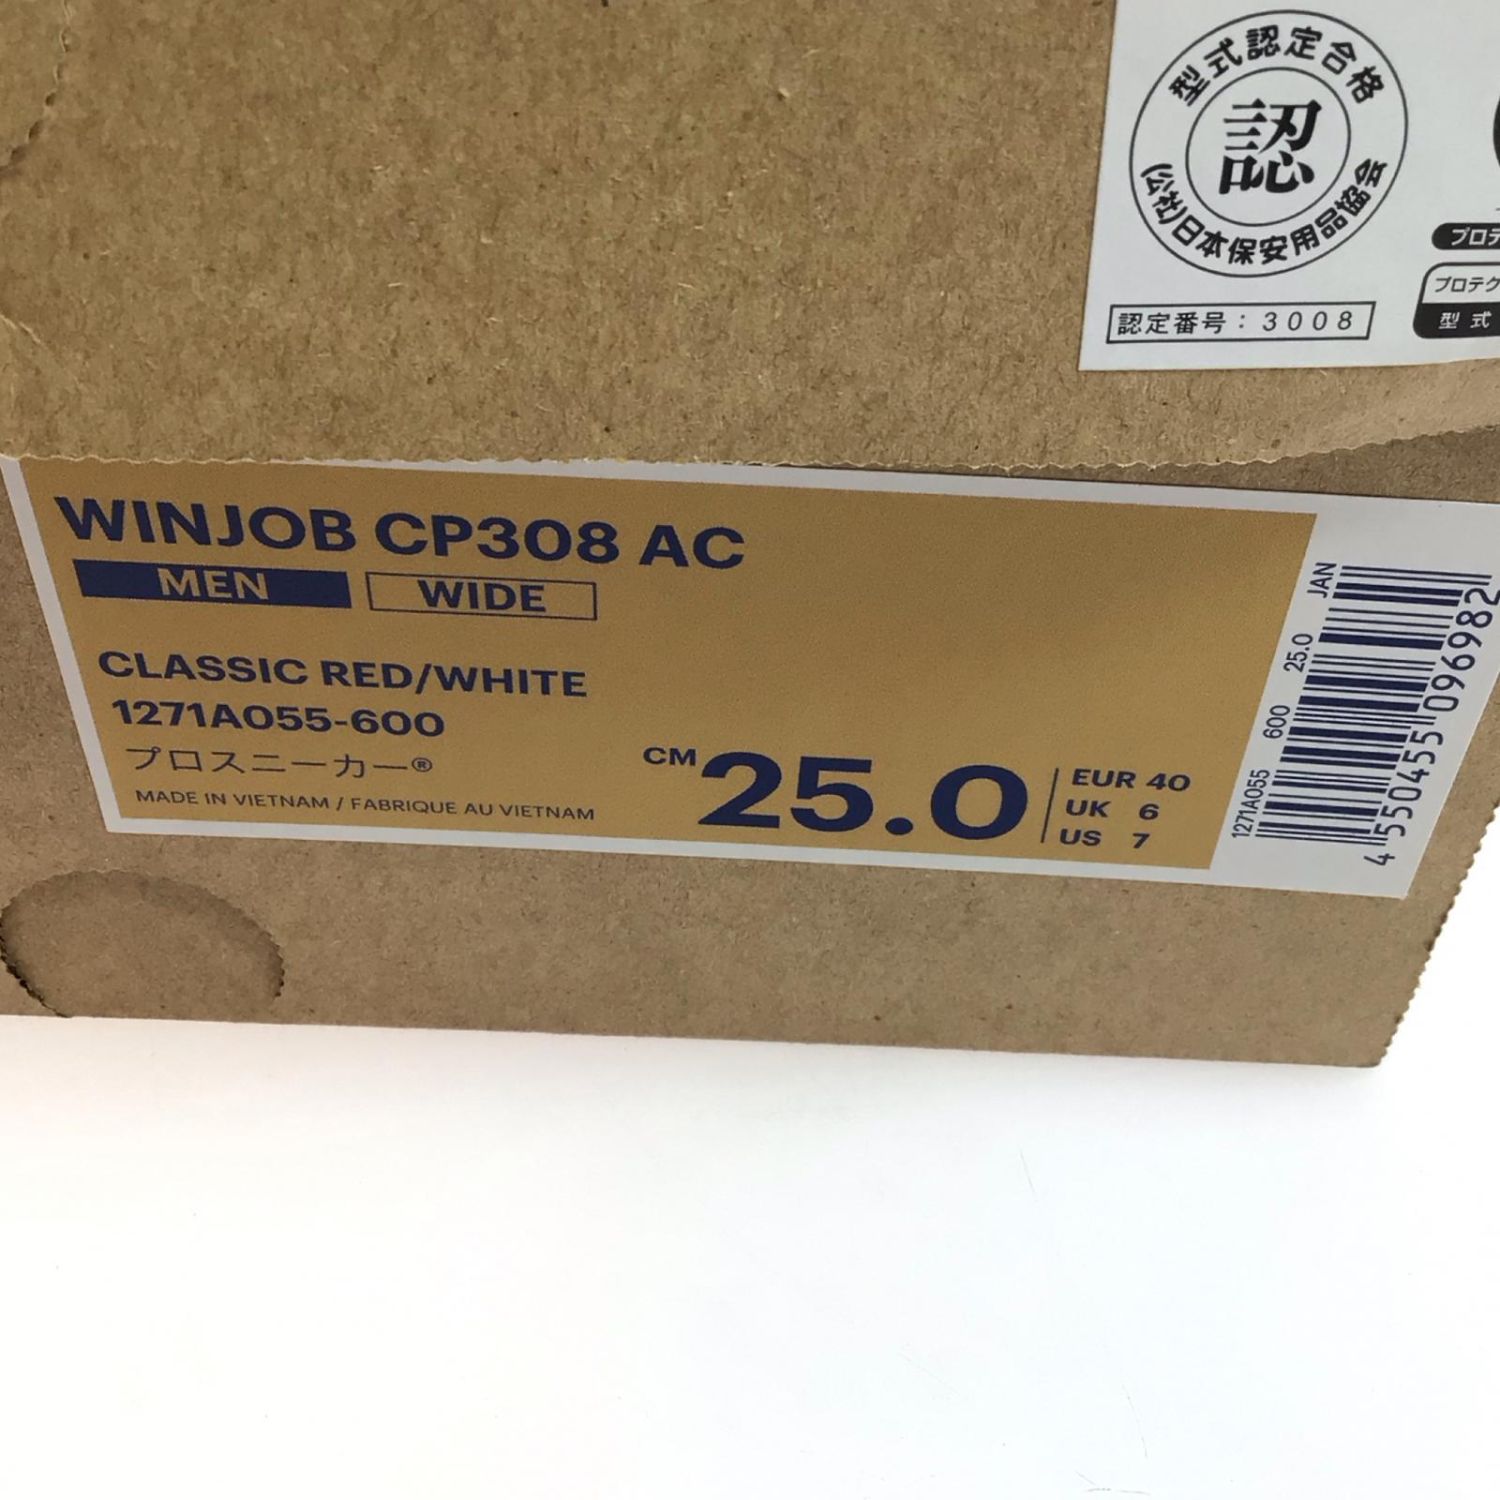 型式認定合格
認
(公社)日本保安用品協会
認定番号：3008
プロテ
プロテク
型式
WINJOB CP308 AC
MEN WIDE
CLASSIC RED/WHITE
1271A055-600
プロスニーカー®
MADE IN VIETNAM / FABRIQUE AU VIETNAM
CM 25.0
EUR 40
UK 6
US 7
JAN
1271A055 600 25.0
4550455096982